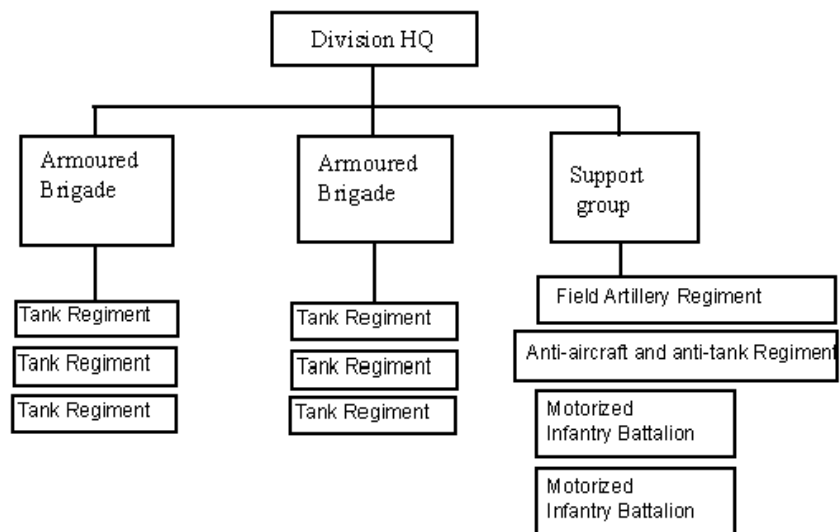 Division HQ
Armoured
Brigade
Armoured
Brigade
Support
group
Tank Regiment
Tank Regiment
Tank Regiment
Tank Regiment
Tank Regiment
Tank Regiment
Field Artillery Regiment
Anti-aircraft and anti-tank Regiment
Motorized
Infantry Battalion
Motorized
Infantry Battalion